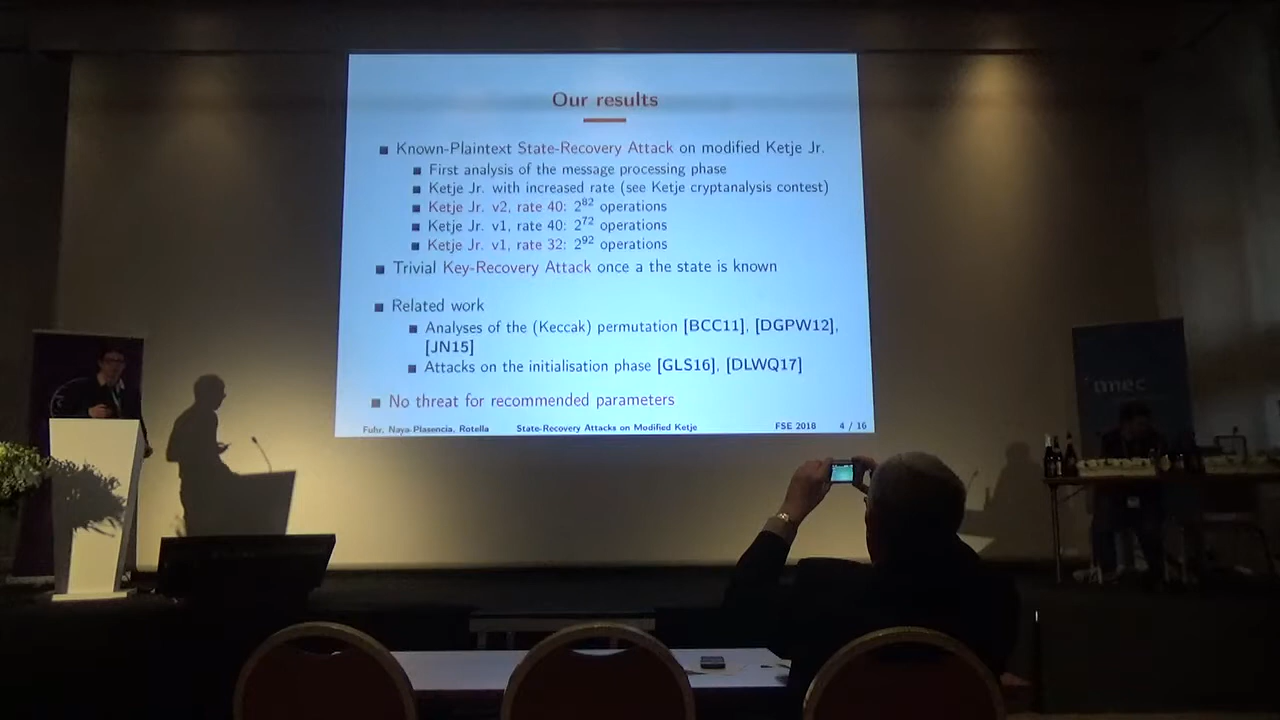 Our results
Known-Plaintext State-Recovery Attack on modified Ketje Jr.
First analysis of the message processing phase
Ketje Jr. with increased rate (see Ketje cryptanalysis contest)
Ketje Jr. v2, rate 40: 2^82 operations
Ketje Jr. v1, rate 40: 2^72 operations
Ketje Jr. v1, rate 32: 2^92 operations
Trivial Key-Recovery Attack once a the state is known
Related work
Analyses of the (Keccak) permutation [BCC11], [DGPW12],
[JN15]
Attacks on the initialisation phase [GLS16], [DLWQ17]
No threat for recommended parameters
Fuhr, Naya-Plasencia, Rotella State-Recovery Attacks on Modified Ketje FSE 2018 4 / 16
imec